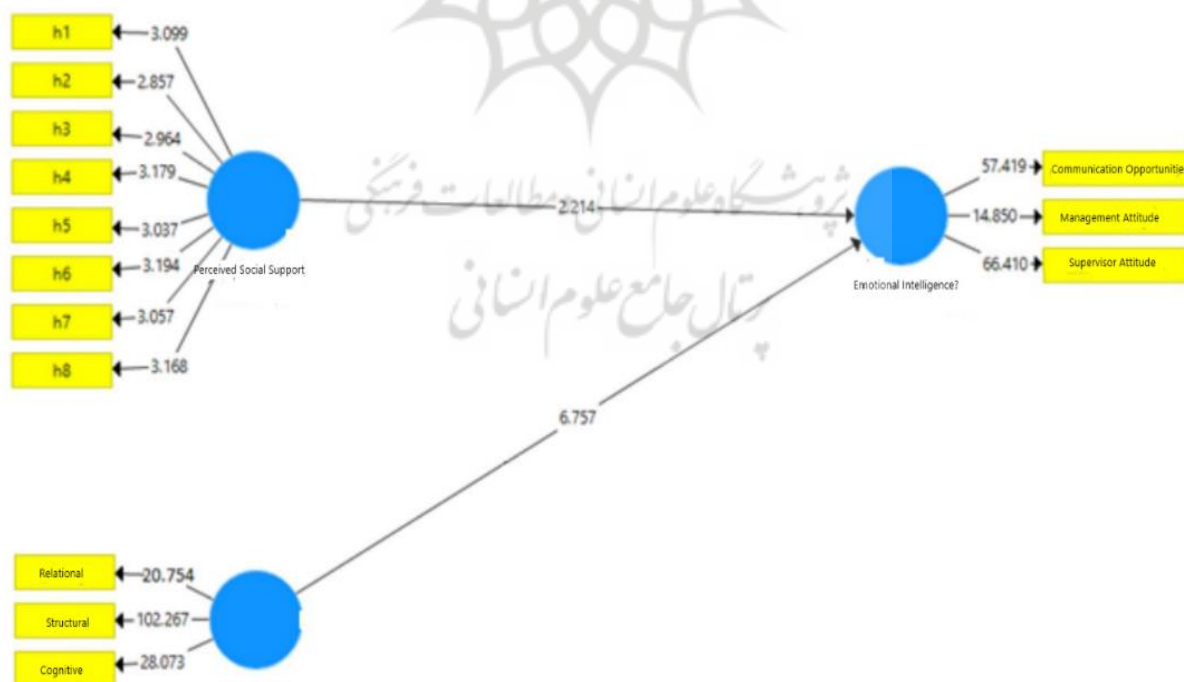 h1
3.099
h2
2.857
h3
2.964
h4
3.179
h5
3.037
h6
3.194
h7
3.057
h8
3.168
Perceived Social Support
2.214
پژوهشگاه علوم انسانی و مطالعات فرهنگی
پرتال جامع علوم انسانی
6.757
57.419
Communication Opportunitie
14.850
Management Attitude
66.410
Supervisor Attitude
Emotional Intelligence?
Relational
20.754
Structural
102.267
Cognitive
28.073